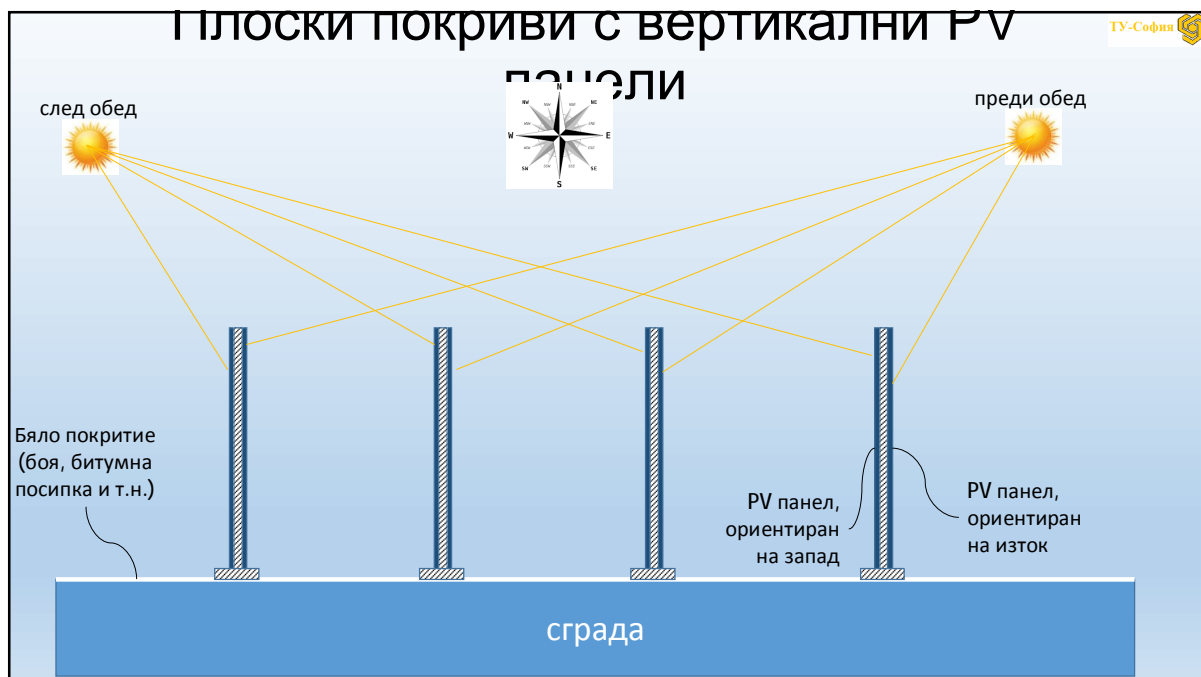 Плоски покриви с вертикални PV
панели
ТУ-София
след обед
преди обед
N
NW
NE
W
E
SW
SE
S
Бяло покритие
(боя, битумна
посипка и т.н.)
PV панел,
ориентиран
на запад
PV панел,
ориентиран
на изток
сграда